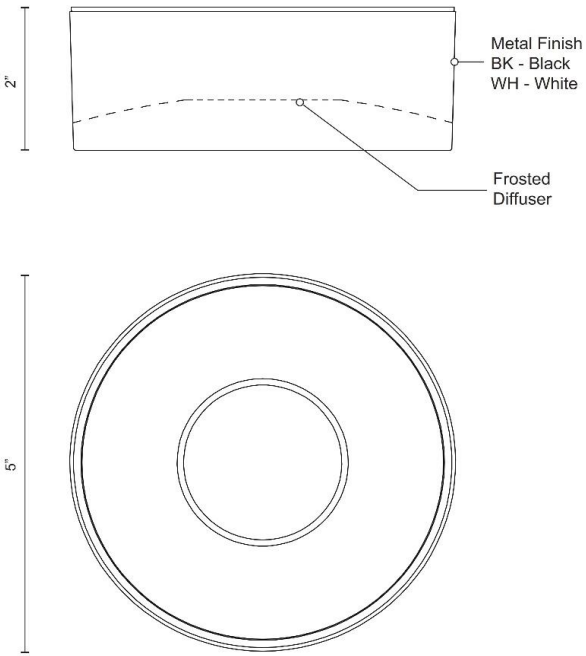 2”
Metal Finish
BK - Black
WH - White
Frosted
Diffuser
5”